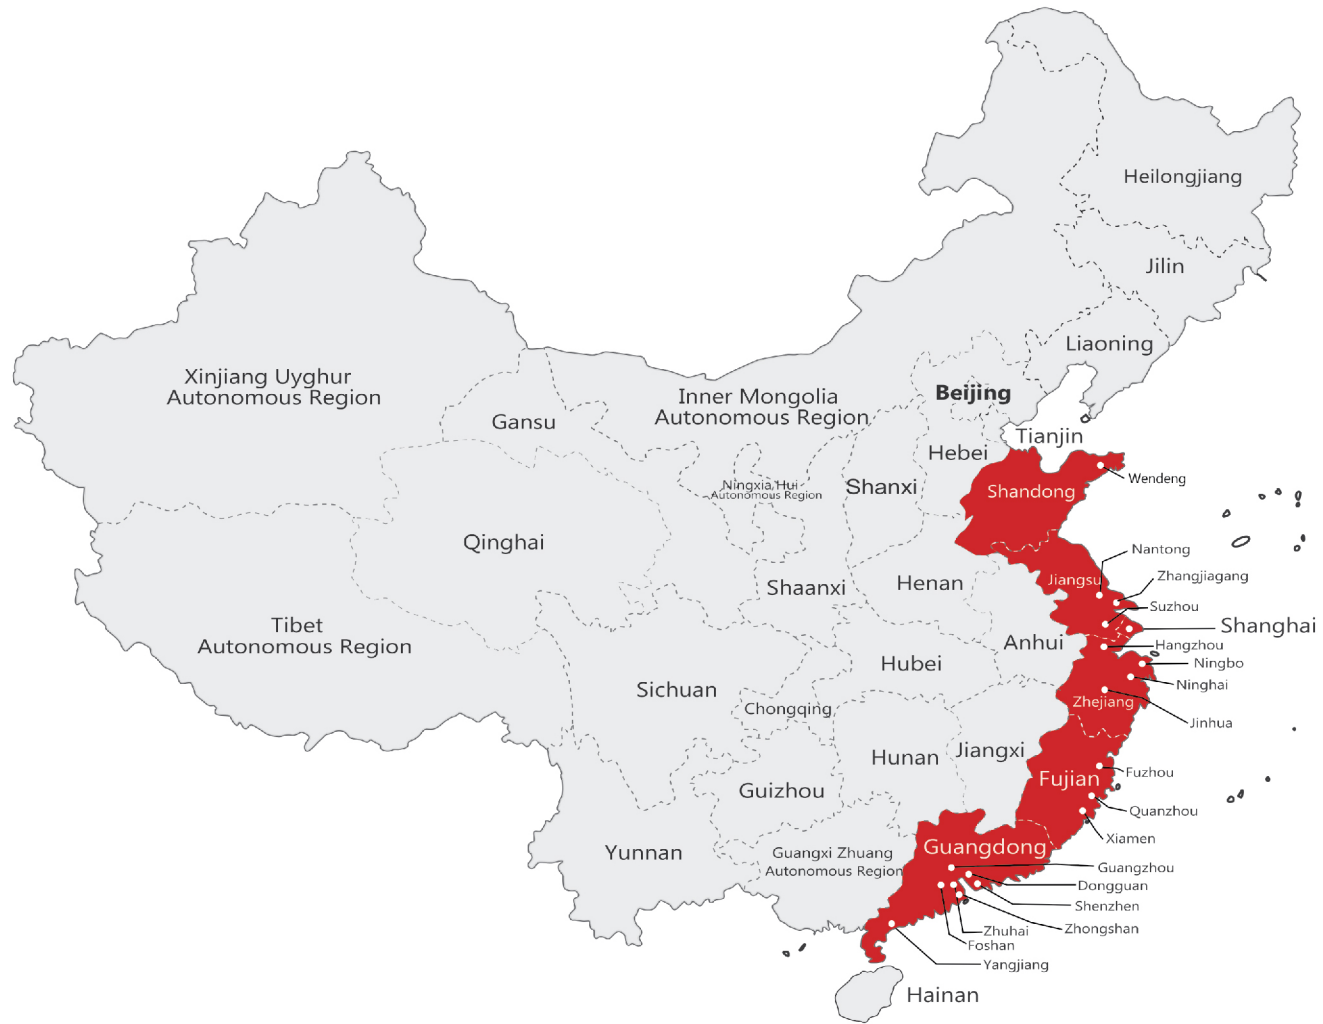 Heilongjiang
Jilin
Liaoning
Xinjiang Uyghur
Autonomous Region
Inner Mongolia
Autonomous Region
Beijing
Gansu
Tianjin
Hebei
Ningxia Hui
Autonomous Region
Shanxi
Shandong
Wendeng
Qinghai
Nantong
Shaanxi
Henan
Jiangsu
Zhangjiagang
Suzhou
Tibet
Autonomous Region
Shanghai
Anhui
Hangzhou
Hubei
Ningbo
Sichuan
Ninghai
Chongqing
Zhejiang
Jinhua
Hunan
Jiangxi
Fujian
Fuzhou
Guizhou
Quanzhou
Xiamen
Yunnan
Guangxi Zhuang
Autonomous Region
Guangdong
Guangzhou
Dongguan
Shenzhen
Zhongshan
Zhuhai
Foshan
Yangjiang
Hainan